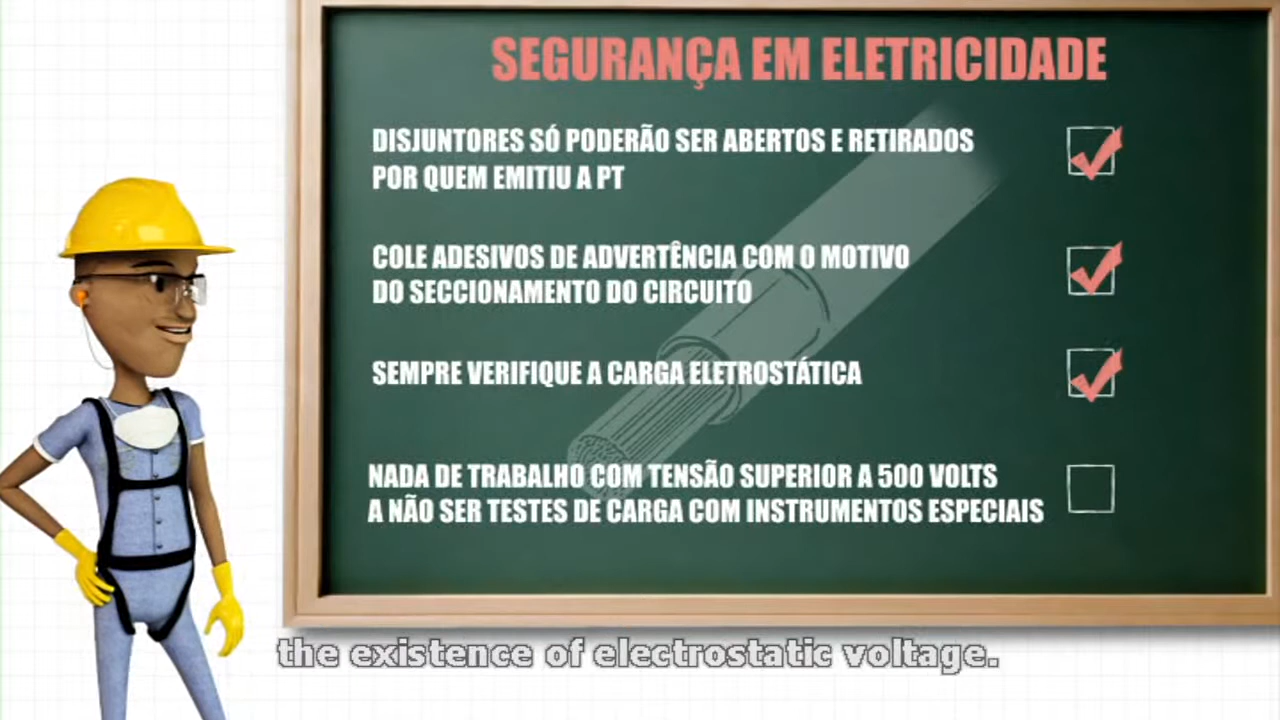 SEGURANÇA EM ELETRICIDADE
DISJUNTORES SÓ PODERÃO SER ABERTOS E RETIRADOS
POR QUEM EMITIU A PT
COLE ADESIVOS DE ADVERTÊNCIA COM O MOTIVO
DO SECCIONAMENTO DO CIRCUITO
SEMPRE VERIFIQUE A CARGA ELETROSTÁTICA
NADA DE TRABALHO COM TENSÃO SUPERIOR A 500 VOLTS
A NÃO SER TESTES DE CARGA COM INSTRUMENTOS ESPECIAIS
the existence of electrostatic voltage.